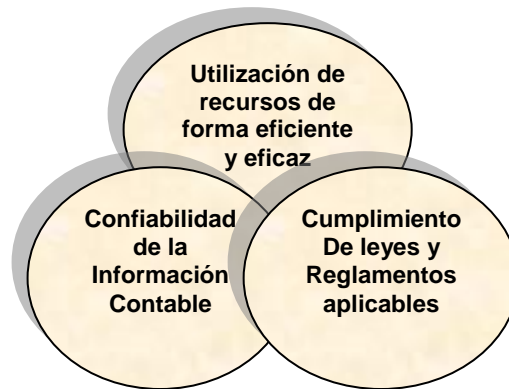 Utilización de
recursos de
forma eficiente
y eficaz
Confiabilidad
de la
Información
Contable
Cumplimiento
De leyes y
Reglamentos
aplicables